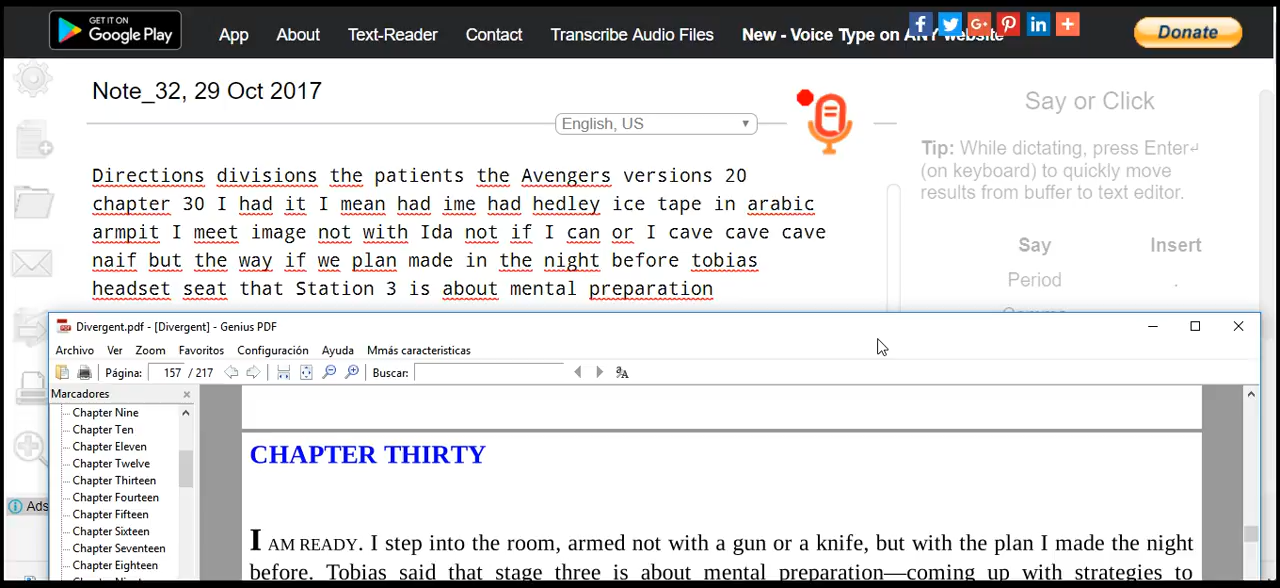 GET IT ON
Google Play
App About Text-Reader Contact Transcribe Audio Files New - Voice Type on ANY website
Donate
Note_32, 29 Oct 2017
English, US
Directions divisions the patients the Avengers versions 20
chapter 30 I had it I mean had ime had hedley ice tape in arabic
armpit I meet image not with Ida not if I can or I cave cave cave
naif but the way if we plan made in the night before tobias
headset seat that Station 3 is about mental preparation
Say or Click
Tip: While dictating, press Enter↵
(on keyboard) to quickly move
results from buffer to text editor.
Say Insert
Period .
Ads
Divergent.pdf - [Divergent] - Genius PDF
Archivo Ver Zoom Favoritos Configuración Ayuda Mmás caracteristicas
Página: 157 / 217 Buscar:
Marcadores
Chapter Nine
Chapter Ten
Chapter Eleven
Chapter Twelve
Chapter Thirteen
Chapter Fourteen
Chapter Fifteen
Chapter Sixteen
Chapter Seventeen
Chapter Eighteen
CHAPTER THIRTY
I AM READY. I step into the room, armed not with a gun or a knife, but with the plan I made the night
before. Tobias said that stage three is about mental preparation—coming up with strategies to